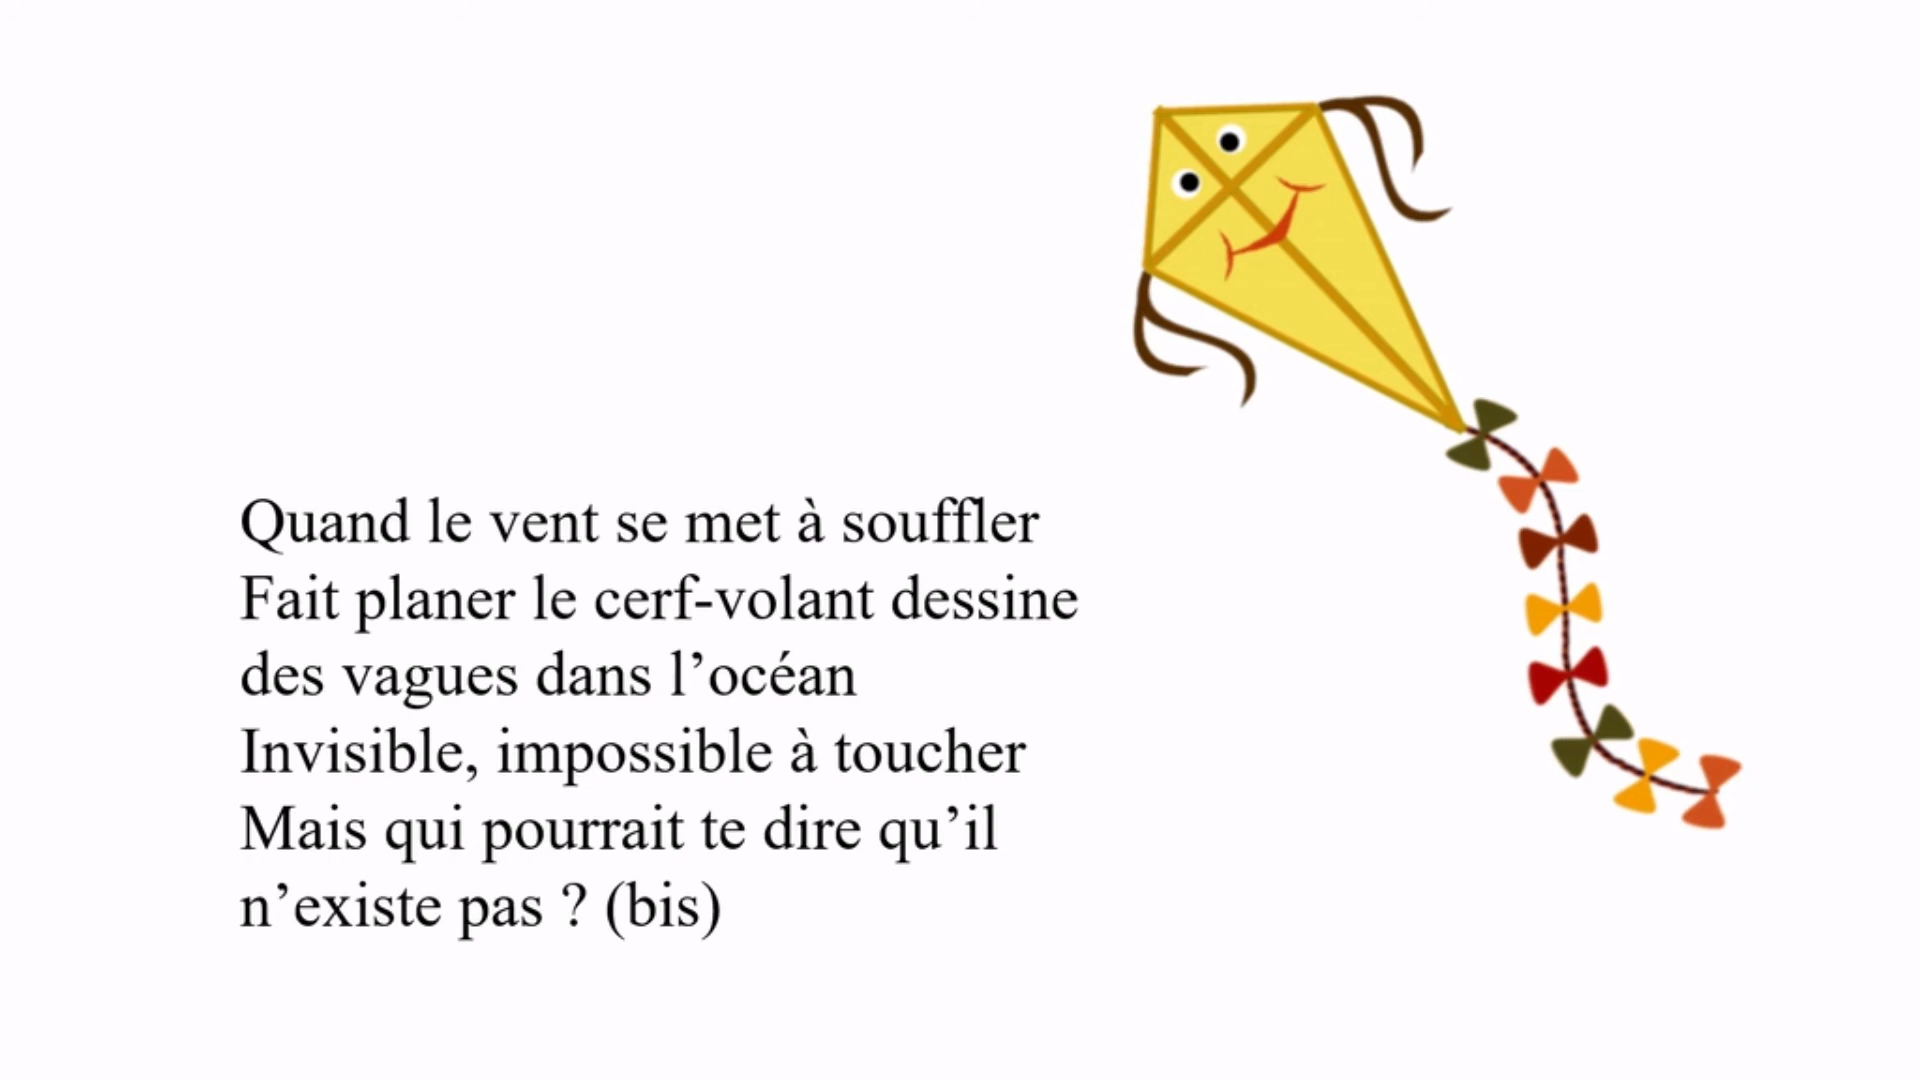 Quand le vent se met à souffler
Fait planer le cerf-volant dessine
des vagues dans l’océan
Invisible, impossible à toucher
Mais qui pourrait te dire qu’il
n’existe pas ? (bis)